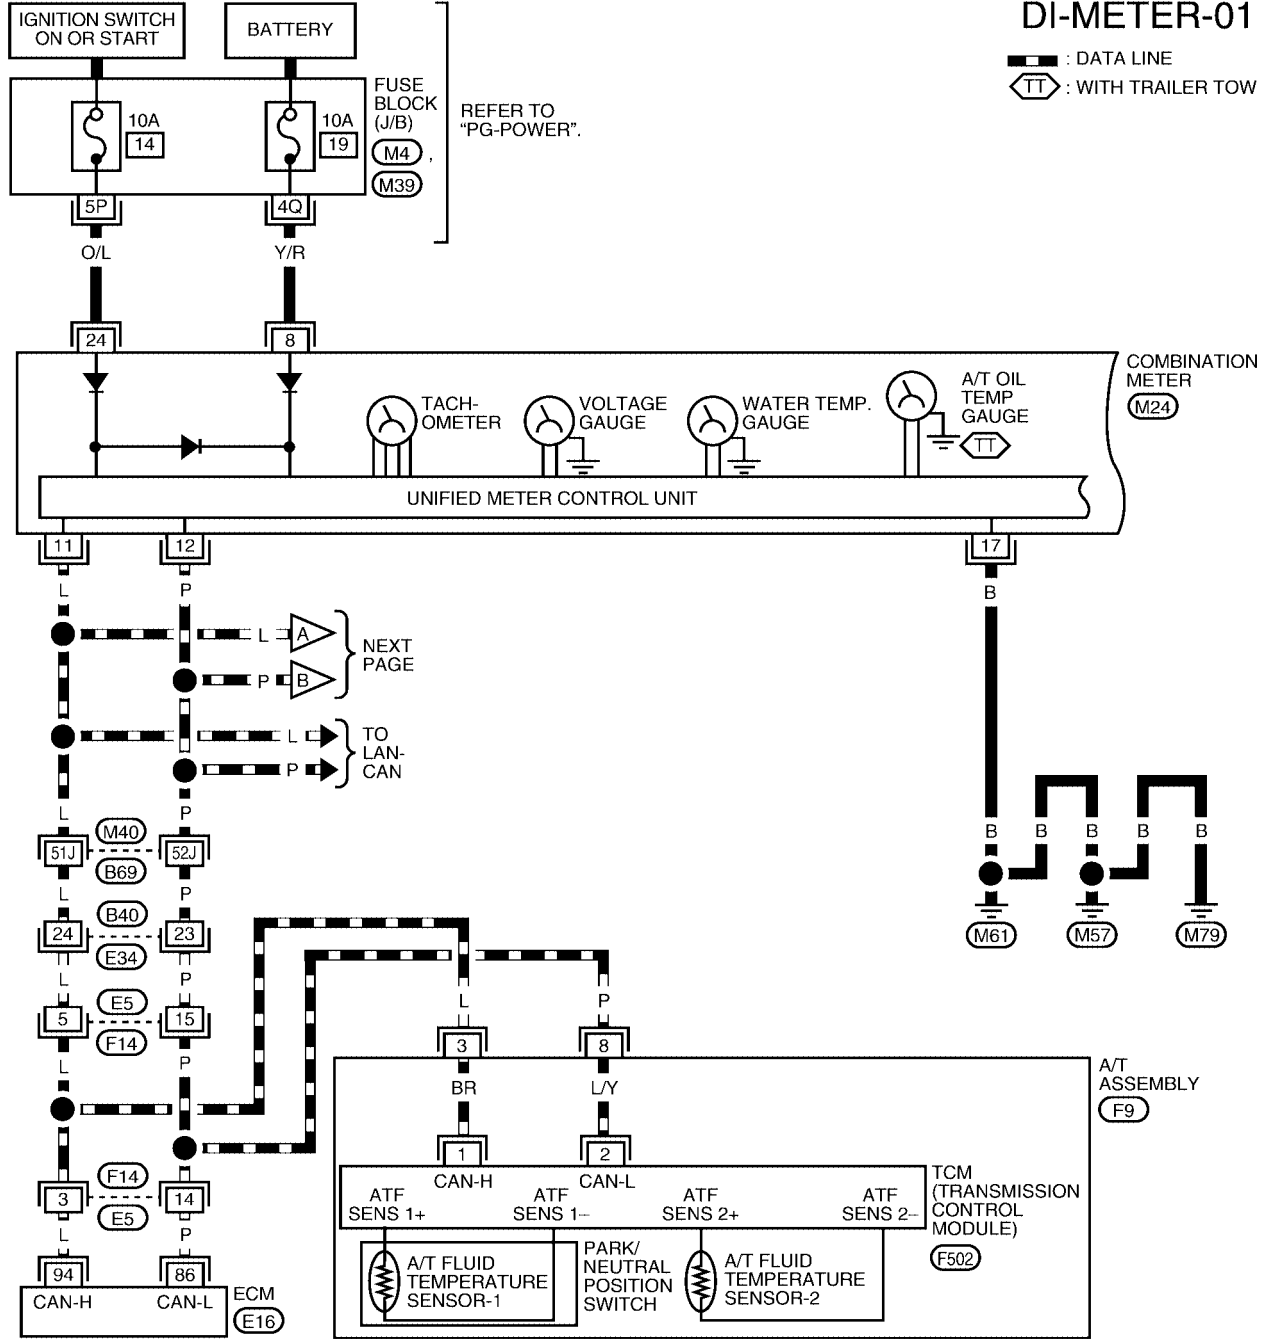 DI-METER-01
: DATA LINE
TT : WITH TRAILER TOW
IGNITION SWITCH
ON OR START
BATTERY
FUSE
BLOCK
(J/B)
M4 ,
M39
REFER TO
“PG-POWER”.
10A
14
10A
19
5P
4Q
O/L
Y/R
24
8
COMBINATION
METER
M24
TACH-
OMETER
VOLTAGE
GAUGE
WATER TEMP.
GAUGE
A/T OIL
TEMP
GAUGE
TT
UNIFIED METER CONTROL UNIT
11
12
17
L
P
B
L
A
P
B
NEXT
PAGE
L
P
TO
LAN-
CAN
L
P
M40
51J
52J
B69
L
P
B40
24
23
E34
L
P
E5
5
15
F14
L
P
F14
3
14
E5
L
P
94
86
CAN-H
CAN-L
ECM
E16
B
B
B
B
B
M61
M57
M79
L
P
3
8
BR
L/Y
A/T
ASSEMBLY
F9
1
2
CAN-H
CAN-L
ATF
SENS 1+
ATF
SENS 1–
ATF
SENS 2+
ATF
SENS 2–
TCM
(TRANSMISSION
CONTROL
MODULE)
F502
A/T FLUID
TEMPERATURE
SENSOR-1
PARK/
NEUTRAL
POSITION
SWITCH
A/T FLUID
TEMPERATURE
SENSOR-2